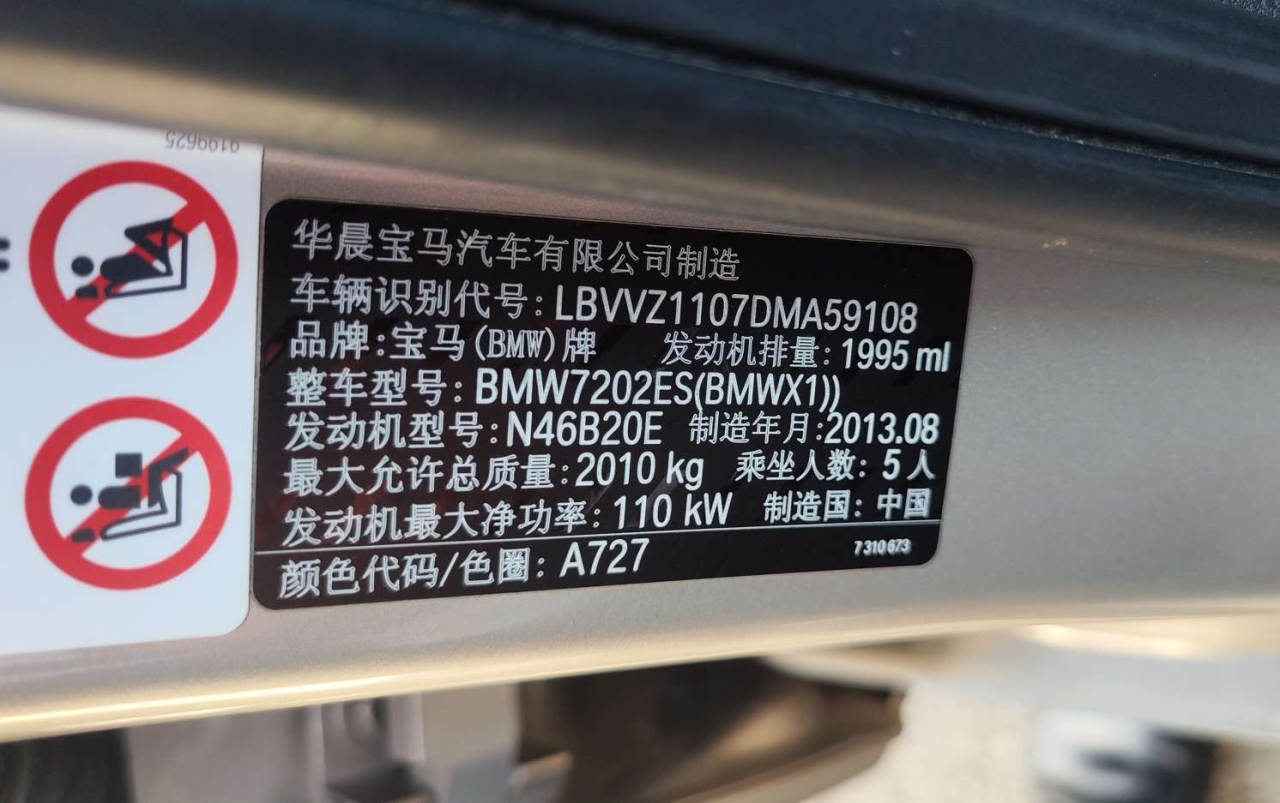 9199625
华晨宝马汽车有限公司制造
车辆识别代号: LBVVZ1107DMA59108
品牌:宝马(BMW)牌 发动机排量: 1995 ml
整车型号: BMW7202ES(BMWX1))
发动机型号:N46B20E 制造年月:2013.08
最大允许总质量:2010 kg 乘坐人数: 5 人
发动机最大净功率: 110 kW 制造国: 中国
颜色代码/色圈: A727 7 310 673